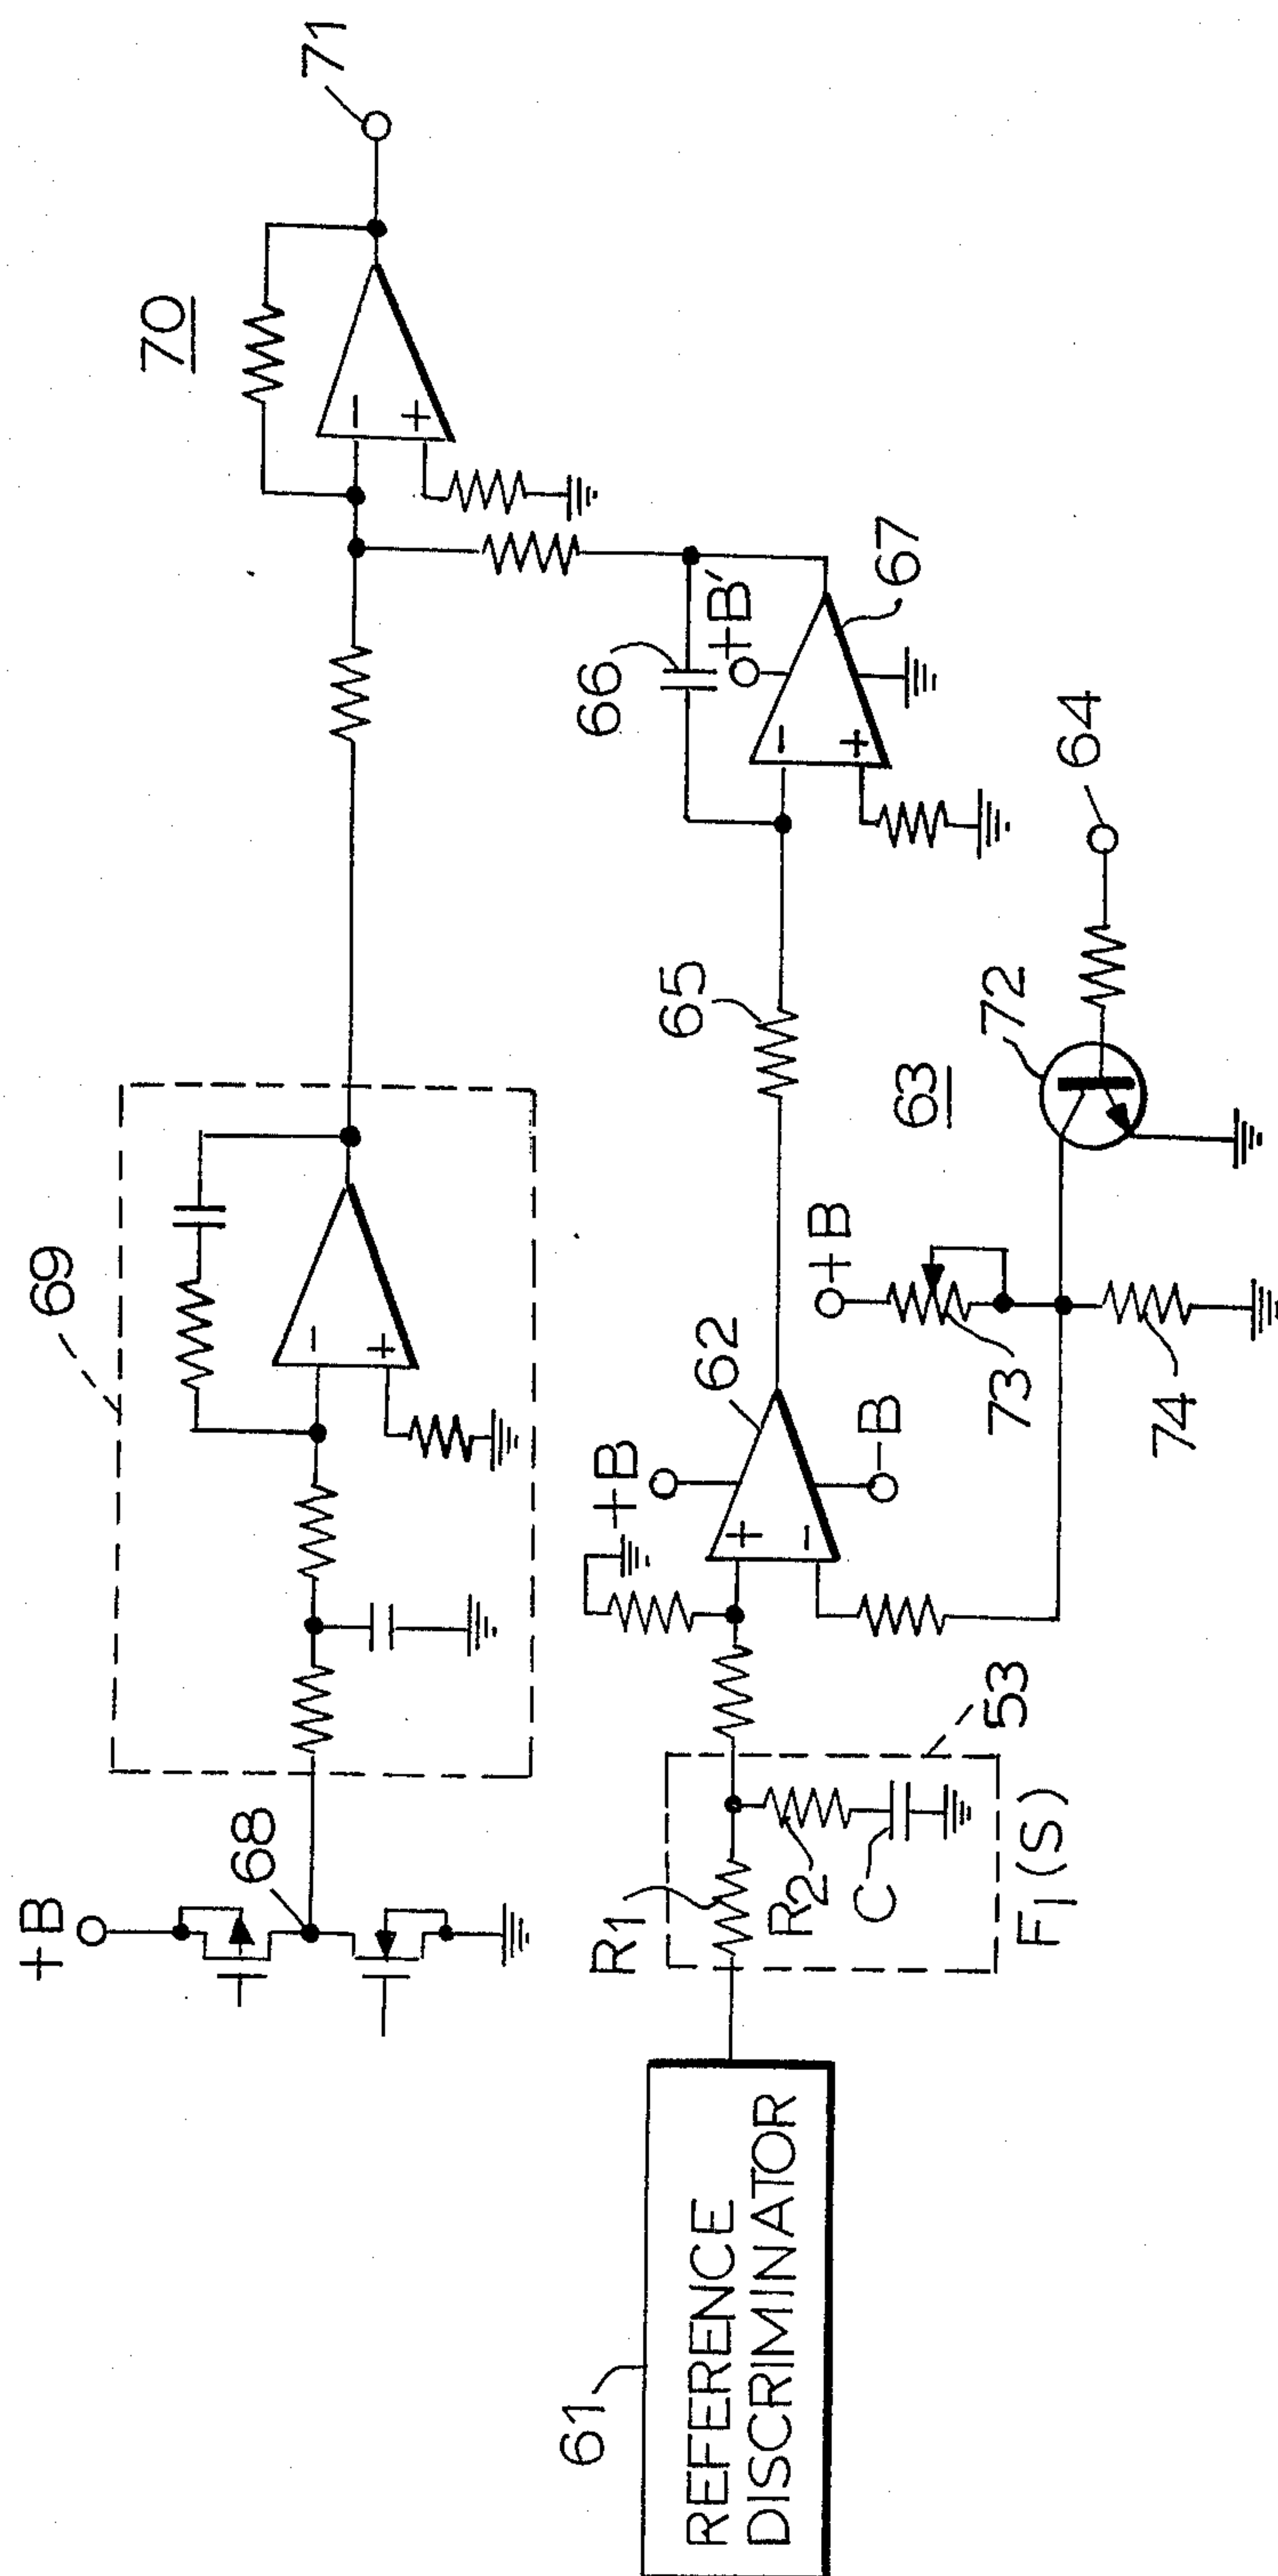 71
70
+B
68
69
66
+B'
67
61
REFERENCE
DISCRIMINATOR
R1
R2
C
F1(S)
53
+B
62
-B
65
+B
63
73
74
72
64
+
-
+
-
+
-
+
-